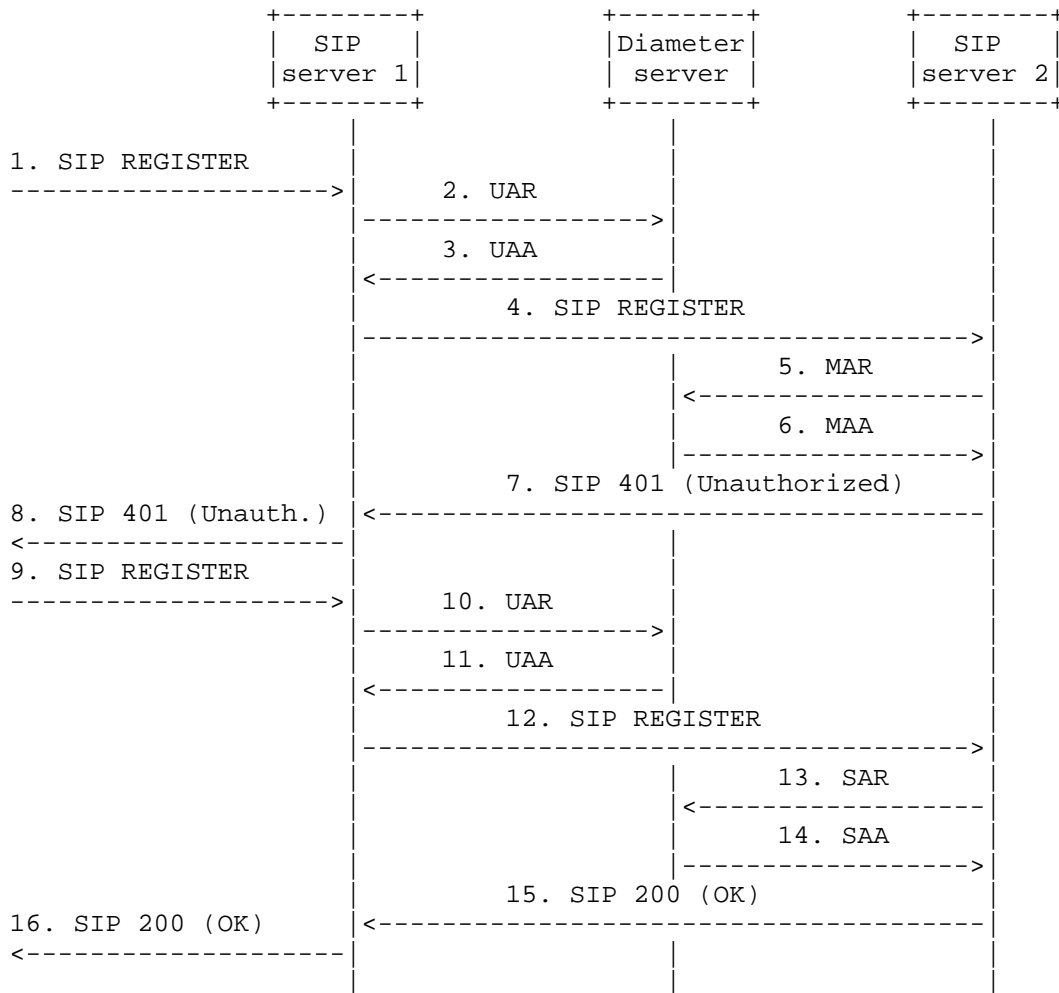 SIP Diameter SIP
server 1 server server 2
1. SIP REGISTER
2. UAR
3. UAA
4. SIP REGISTER
5. MAR
6. MAA
7. SIP 401 (Unauthorized)
8. SIP 401 (Unauth.)
9. SIP REGISTER
10. UAR
11. UAA
12. SIP REGISTER
13. SAR
14. SAA
15. SIP 200 (OK)
16. SIP 200 (OK)